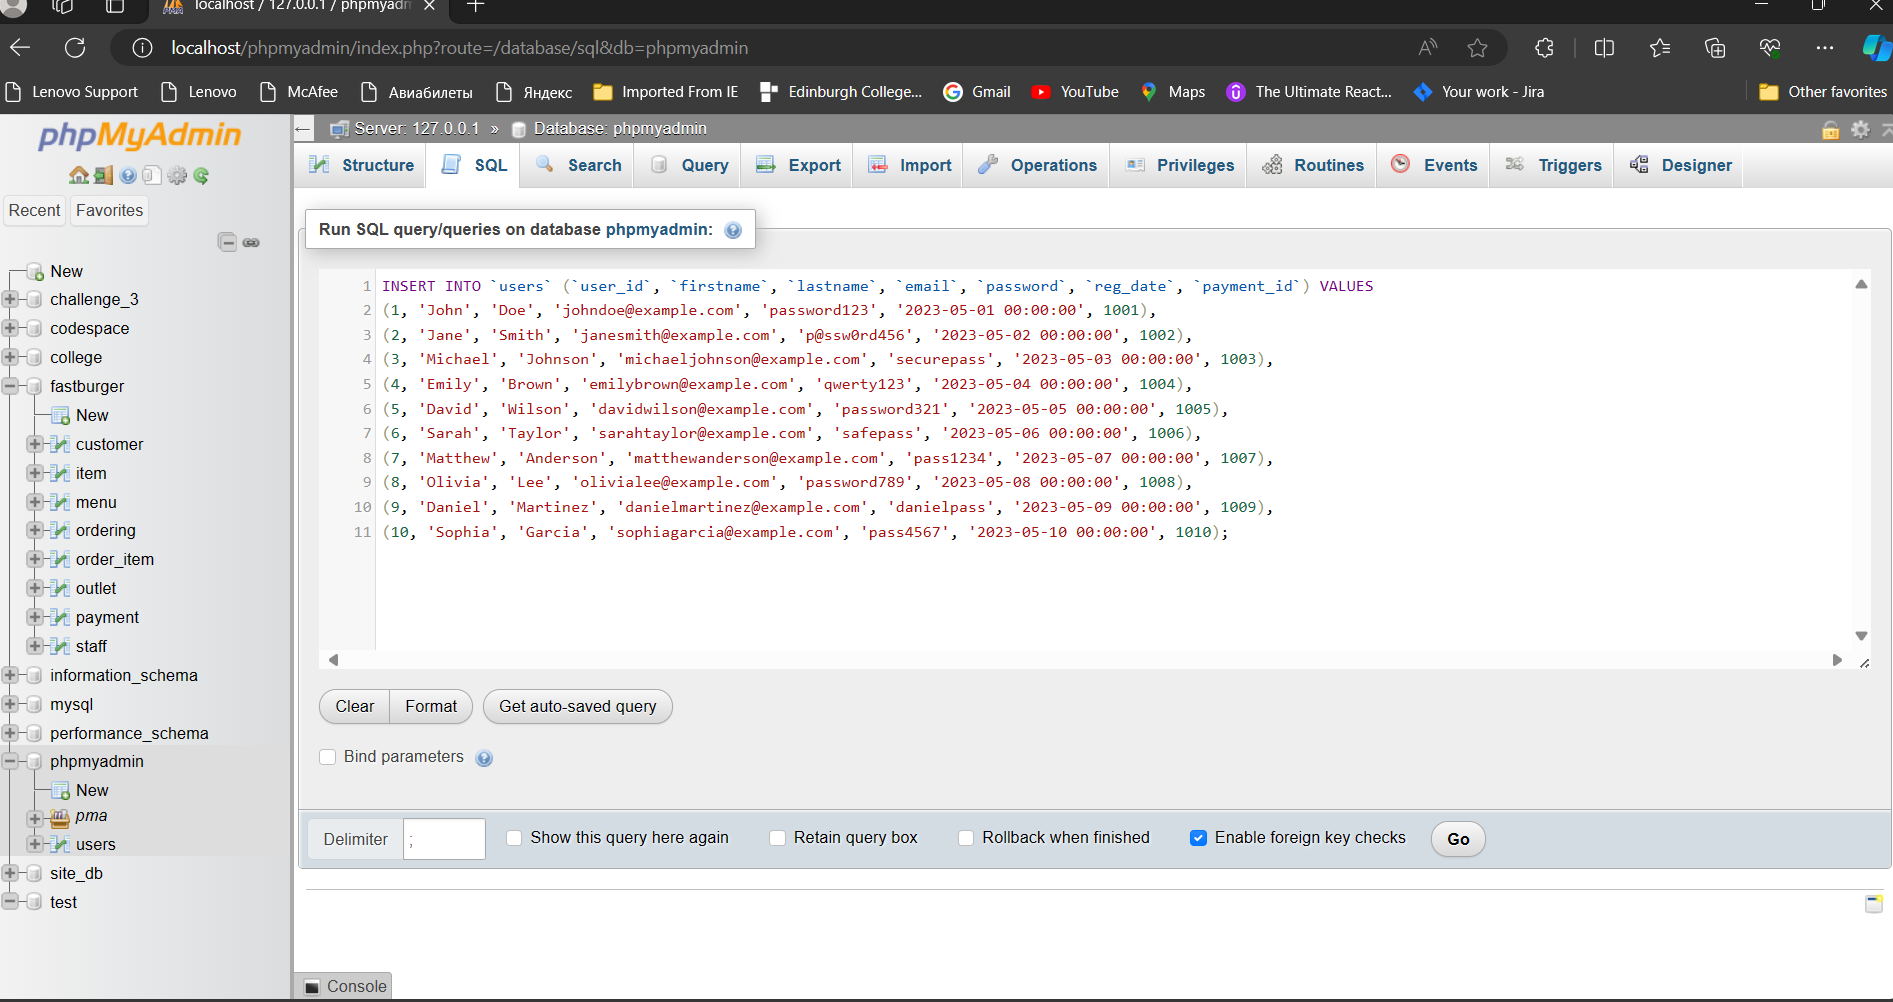 localhost / 127.0.0.1 / phpmyadm
localhost/phpmyadmin/index.php?route=/database/sql&db=phpmyadmin
Lenovo Support
Lenovo
McAfee
Авиабилеты
Яндекс
Imported From IE
Edinburgh College...
Gmail
YouTube
Maps
The Ultimate React...
Your work - Jira
Other favorites
phpMyAdmin
Recent
Favorites
New
challenge_3
codespace
college
fastburger
New
customer
item
menu
ordering
order_item
outlet
payment
staff
information_schema
mysql
performance_schema
phpmyadmin
New
pma
users
site_db
test
Server: 127.0.0.1 » Database: phpmyadmin
Structure
SQL
Search
Query
Export
Import
Operations
Privileges
Routines
Events
Triggers
Designer
Run SQL query/queries on database phpmyadmin:
1 INSERT INTO `users` (`user_id`, `firstname`, `lastname`, `email`, `password`, `reg_date`, `payment_id`) VALUES
2 (1, 'John', 'Doe', 'johndoe@example.com', 'password123', '2023-05-01 00:00:00', 1001),
3 (2, 'Jane', 'Smith', 'janesmith@example.com', 'p@ssw0rd456', '2023-05-02 00:00:00', 1002),
4 (3, 'Michael', 'Johnson', 'michaeljohnson@example.com', 'securepass', '2023-05-03 00:00:00', 1003),
5 (4, 'Emily', 'Brown', 'emilybrown@example.com', 'qwerty123', '2023-05-04 00:00:00', 1004),
6 (5, 'David', 'Wilson', 'davidwilson@example.com', 'password321', '2023-05-05 00:00:00', 1005),
7 (6, 'Sarah', 'Taylor', 'sarahtaylor@example.com', 'safepass', '2023-05-06 00:00:00', 1006),
8 (7, 'Matthew', 'Anderson', 'matthewanderson@example.com', 'pass1234', '2023-05-07 00:00:00', 1007),
9 (8, 'Olivia', 'Lee', 'olivialee@example.com', 'password789', '2023-05-08 00:00:00', 1008),
10 (9, 'Daniel', 'Martinez', 'danielmartinez@example.com', 'danielpass', '2023-05-09 00:00:00', 1009),
11 (10, 'Sophia', 'Garcia', 'sophiagarcia@example.com', 'pass4567', '2023-05-10 00:00:00', 1010);
Clear
Format
Get auto-saved query
Bind parameters
Delimiter
;
Show this query here again
Retain query box
Rollback when finished
Enable foreign key checks
Go
Console